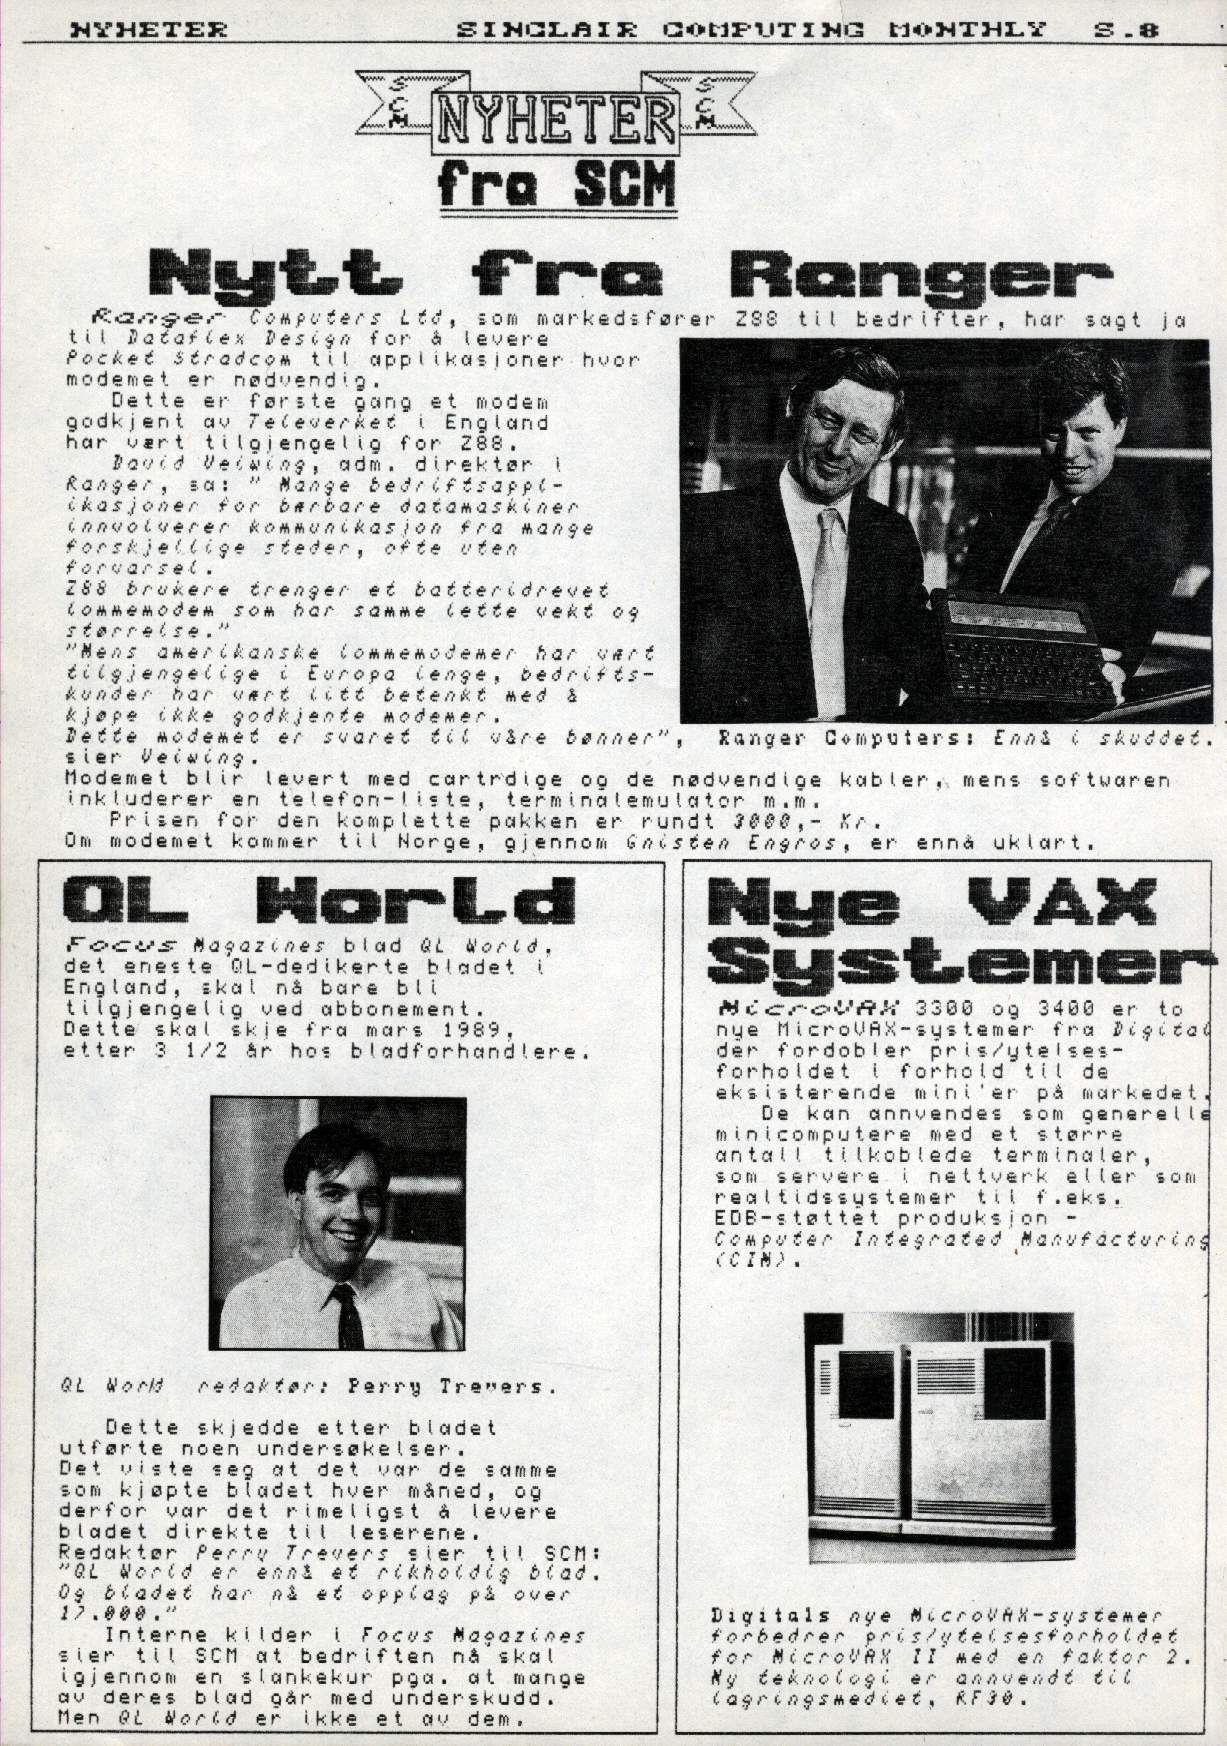 NYHETER SINCLAIR COMPUTING MONTHLY S.8
SCM NYHETER SCM
fra SCM
Nytt fra Ranger
Ranger Computers Ltd, som markedsfører Z88 til bedrifter, har sagt ja
til Dataflex Design for å levere
Pocket Stradcom til applikasjoner hvor
modemet er nødvendig.
Dette er første gang et modem
godkjent av Televerket i England
har vært tilgjengelig for Z88.
David Veiwing, adm. direktør i
Ranger, sa: " Mange bedriftsappl-
ikasjoner for bærbare datamaskiner
innvolverer kommunikasjon fra mange
forskjellige steder, ofte uten
forvarsel.
Z88 brukere trenger et batteridrevet
lommemodem som har samme lette vekt og
størrelse."
"Mens amerikanske lommemodemer har vært
tilgjengelige i Europa lenge, bedrifts-
kunder har vært litt betenkt med å
kjøpe ikke godkjente modemer.
Dette modemet er svaret til våre bønner",
sier Veiwing.
Ranger Computers: Ennå i skuddet.
Modemet blir levert med cartrdige og de nødvendige kabler, mens softwaren
inkluderer en telefon-liste, terminalemulator m.m.
Prisen for den komplette pakken er rundt 3000,- Kr.
Om modemet kommer til Norge, gjennom Gnisten Engros, er ennå uklart.
QL World
Focus Magazines blad QL World,
det eneste QL-dedikerte bladet i
England, skal nå bare bli
tilgjengelig ved abbonement.
Dette skal skje fra mars 1989,
etter 3 1/2 år hos bladforhandlere.
QL World redaktør: Perry Trevers.
Dette skjedde etter bladet
utførte noen undersøkelser.
Det viste seg at det var de samme
som kjøpte bladet hver måned, og
derfor var det rimeligst å levere
bladet direkte til leserene.
Redaktør Perry Trevers sier til SCM:
"QL World er ennå et rikholdig blad.
Og bladet har nå et opplag på over
17.000."
Interne kilder i Focus Magazines
sier til SCM at bedriften nå skal
igjennom en slankekur pga. at mange
av deres blad går med underskudd.
Men QL World er ikke et av dem.
Nye VAX
Systemer
MicroVAX 3300 og 3400 er to
nye MicroVAX-systemer fra Digital
der fordobler pris/ytelses-
forholdet i forhold til de
eksisterende mini'er på markedet.
De kan annvendes som generelle
minicomputere med et større
antall tilkoblede terminaler,
som servere i nettverk eller som
realtidssystemer til f.eks.
EDB-støttet produksjon -
Computer Integrated Manufacturing
(CIM).
Digitals nye MicroVAX-systemer
forbedrer pris/ytelsesforholdet
for MicroVAX II med en faktor 2.
Ny teknologi er annvendt til
lagringsmediet, RF30.